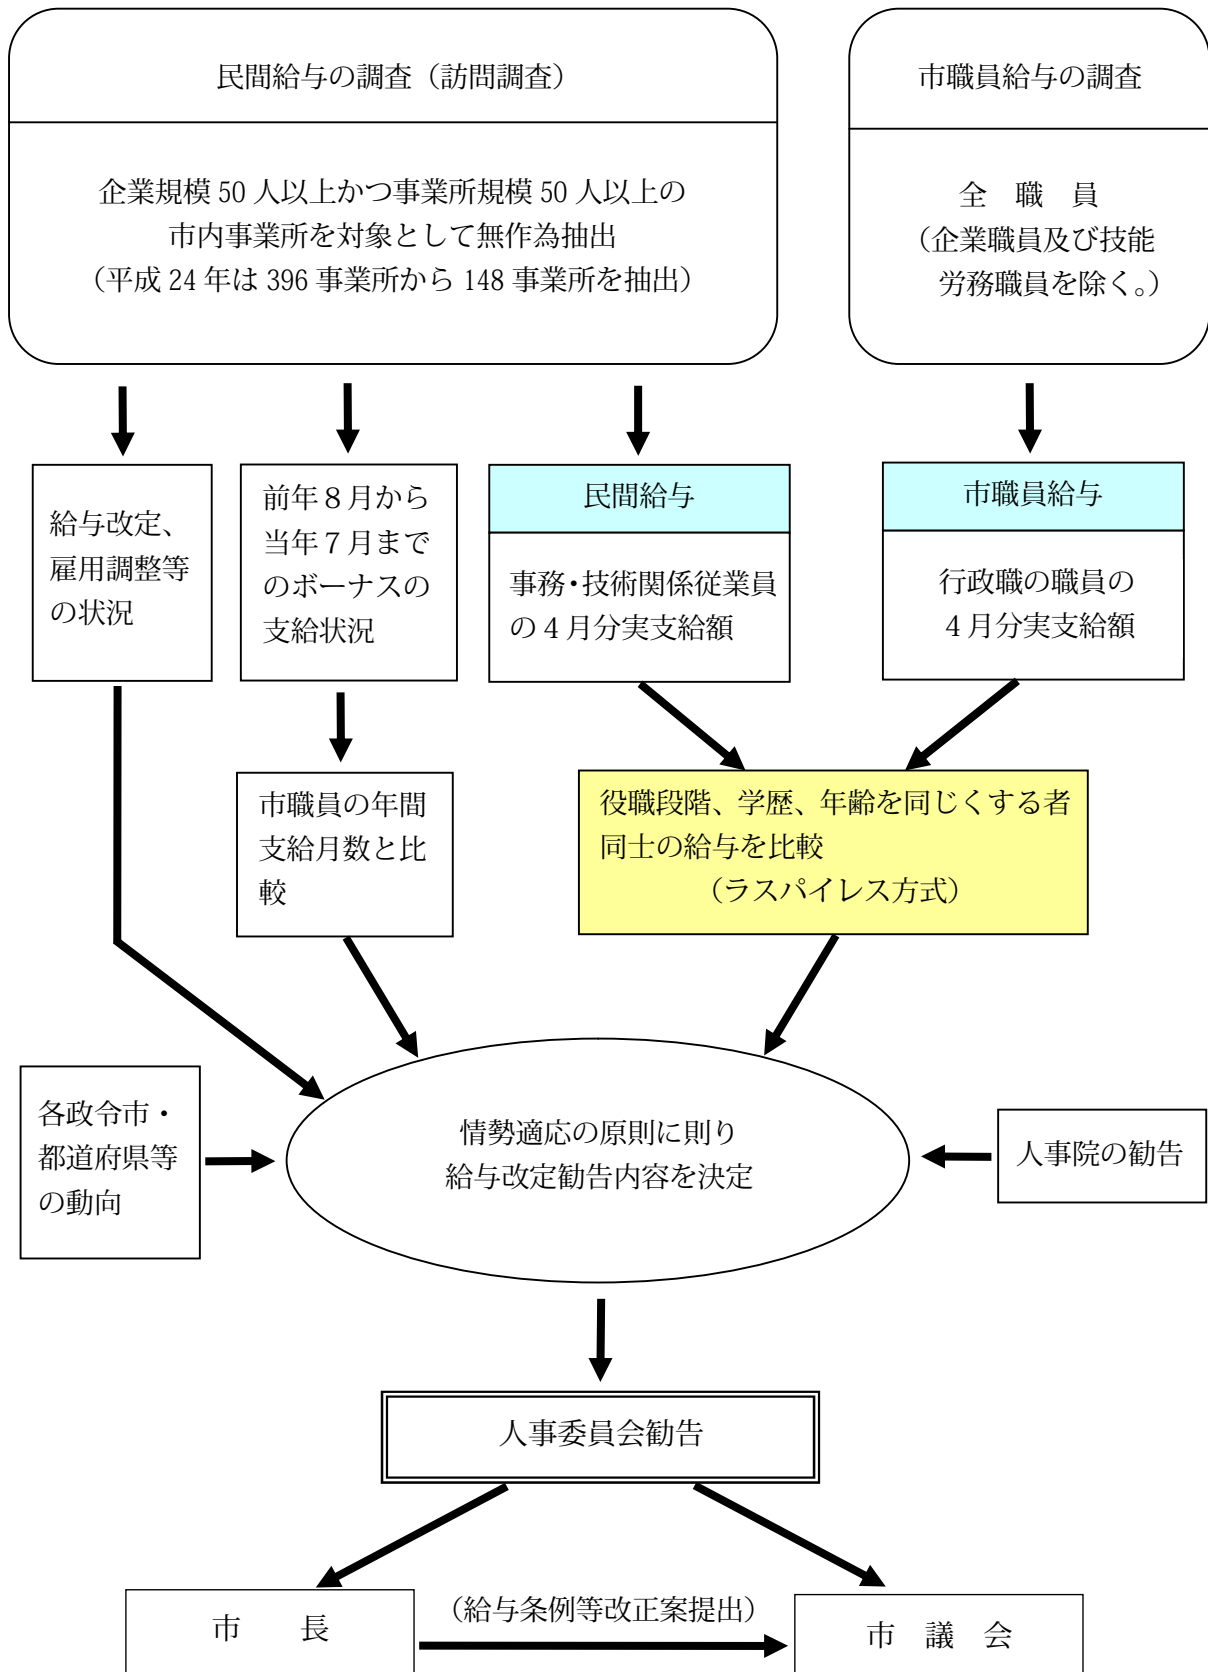 民間給与の調査（訪問調査）
企業規模 50 人以上かつ事業所規模 50 人以上の
市内事業所を対象として無作為抽出
（平成 24 年は 396 事業所から 148 事業所を抽出）
市職員給与の調査
全　職　員
（企業職員及び技能
労務職員を除く。）
給与改定、
雇用調整等
の状況
前年８月から
当年７月まで
のボーナスの
支給状況
民間給与
事務・技術関係従業員
の４月分実支給額
市職員給与
行政職の職員の
４月分実支給額
市職員の年間
支給月数と比
較
役職段階、学歴、年齢を同じくする者
同士の給与を比較
（ラスパイレス方式）
各政令市・
都道府県等
の動向
情勢適応の原則に則り
給与改定勧告内容を決定
人事院の勧告
人事委員会勧告
市　　長
（給与条例等改正案提出）
市　議　会